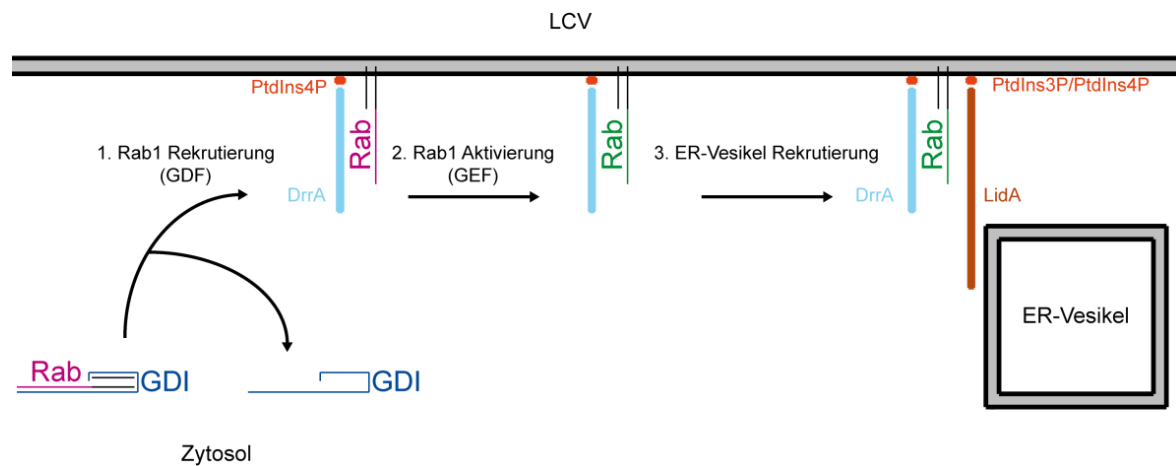 LCV
PtdIns4P
PtdIns3P/PtdIns4P
Rab
Rab
Rab
1. Rab1 Rekrutierung
(GDF)
2. Rab1 Aktivierung
(GEF)
3. ER-Vesikel Rekrutierung
DrrA
DrrA
LidA
ER-Vesikel
Rab
GDI
GDI
Zytosol